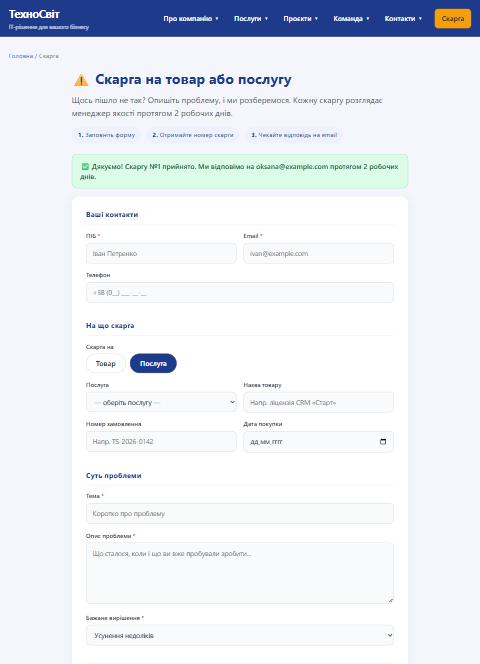 ТехноСвіт
ІТ-рішення для вашого бізнесу
Про компанію Послуги Проєкти Команда Контакти Скарга
Головна / Скарга
Скарга на товар або послугу
Щось пішло не так? Опишіть проблему, і ми розберемося. Кожну скаргу розглядає
менеджер якості протягом 2 робочих днів.
1. Заповніть форму 2. Отримайте номер скарги 3. Чекайте відповідь на email
Дякуємо! Скаргу №1 прийнято. Ми відповімо на oksana@example.com протягом 2 робочих
днів.
Ваші контакти
ПІБ * Email *
Іван Петренко ivan@example.com
Телефон
+38 (0__) ___-__-__
На що скарга
Скарга на
Товар Послуга
Послуга Назва товару
— оберіть послугу — Напр. ліцензія CRM «Старт»
Номер замовлення Дата покупки
Напр. TS-2026-0142 дд.мм.гггг
Суть проблеми
Тема *
Коротко про проблему
Опис проблеми *
Що сталося, коли і що ви вже пробували зробити...
Бажане вирішення *
Усунення недоліків